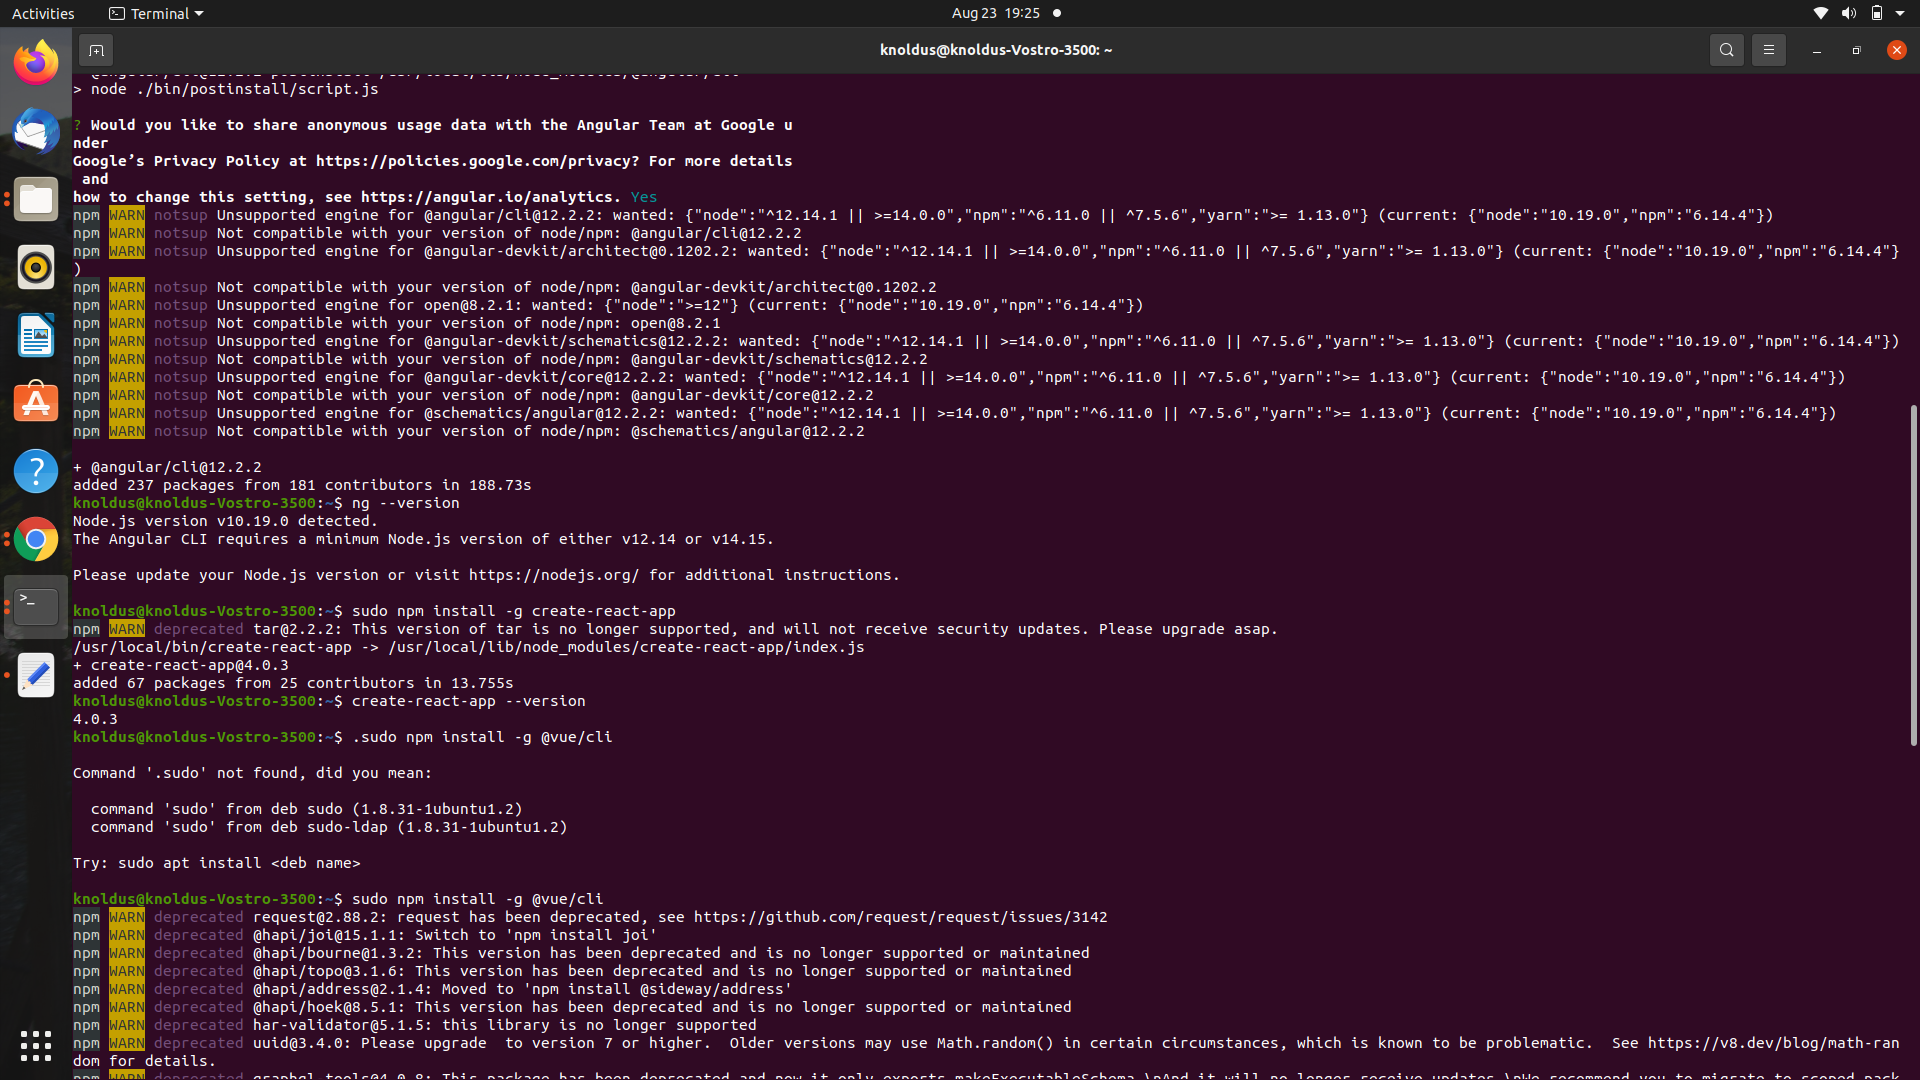 Activities
Terminal
Aug 23 19:25
knoldus@knoldus-Vostro-3500: ~
> node ./bin/postinstall/script.js
? Would you like to share anonymous usage data with the Angular Team at Google u
nder
Google’s Privacy Policy at https://policies.google.com/privacy? For more details
and
how to change this setting, see https://angular.io/analytics. Yes
npm WARN notsup Unsupported engine for @angular/cli@12.2.2: wanted: {"node":"^12.14.1 || >=14.0.0","npm":"^6.11.0 || ^7.5.6","yarn":">= 1.13.0"} (current: {"node":"10.19.0","npm":"6.14.4"})
npm WARN notsup Not compatible with your version of node/npm: @angular/cli@12.2.2
npm WARN notsup Unsupported engine for @angular-devkit/architect@0.1202.2: wanted: {"node":"^12.14.1 || >=14.0.0","npm":"^6.11.0 || ^7.5.6","yarn":">= 1.13.0"} (current: {"node":"10.19.0","npm":"6.14.4"}
)
npm WARN notsup Not compatible with your version of node/npm: @angular-devkit/architect@0.1202.2
npm WARN notsup Unsupported engine for open@8.2.1: wanted: {"node":">=12"} (current: {"node":"10.19.0","npm":"6.14.4"})
npm WARN notsup Not compatible with your version of node/npm: open@8.2.1
npm WARN notsup Unsupported engine for @angular-devkit/schematics@12.2.2: wanted: {"node":"^12.14.1 || >=14.0.0","npm":"^6.11.0 || ^7.5.6","yarn":">= 1.13.0"} (current: {"node":"10.19.0","npm":"6.14.4"})
npm WARN notsup Not compatible with your version of node/npm: @angular-devkit/schematics@12.2.2
npm WARN notsup Unsupported engine for @angular-devkit/core@12.2.2: wanted: {"node":"^12.14.1 || >=14.0.0","npm":"^6.11.0 || ^7.5.6","yarn":">= 1.13.0"} (current: {"node":"10.19.0","npm":"6.14.4"})
npm WARN notsup Not compatible with your version of node/npm: @angular-devkit/core@12.2.2
npm WARN notsup Unsupported engine for @schematics/angular@12.2.2: wanted: {"node":"^12.14.1 || >=14.0.0","npm":"^6.11.0 || ^7.5.6","yarn":">= 1.13.0"} (current: {"node":"10.19.0","npm":"6.14.4"})
npm WARN notsup Not compatible with your version of node/npm: @schematics/angular@12.2.2
+ @angular/cli@12.2.2
added 237 packages from 181 contributors in 188.73s
knoldus@knoldus-Vostro-3500:~$ ng --version
Node.js version v10.19.0 detected.
The Angular CLI requires a minimum Node.js version of either v12.14 or v14.15.
Please update your Node.js version or visit https://nodejs.org/ for additional instructions.
knoldus@knoldus-Vostro-3500:~$ sudo npm install -g create-react-app
npm WARN deprecated tar@2.2.2: This version of tar is no longer supported, and will not receive security updates. Please upgrade asap.
/usr/local/bin/create-react-app -> /usr/local/lib/node_modules/create-react-app/index.js
+ create-react-app@4.0.3
added 67 packages from 25 contributors in 13.755s
knoldus@knoldus-Vostro-3500:~$ create-react-app --version
4.0.3
knoldus@knoldus-Vostro-3500:~$ .sudo npm install -g @vue/cli
Command '.sudo' not found, did you mean:
command 'sudo' from deb sudo (1.8.31-1ubuntu1.2)
command 'sudo' from deb sudo-ldap (1.8.31-1ubuntu1.2)
Try: sudo apt install <deb name>
knoldus@knoldus-Vostro-3500:~$ sudo npm install -g @vue/cli
npm WARN deprecated request@2.88.2: request has been deprecated, see https://github.com/request/request/issues/3142
npm WARN deprecated @hapi/joi@15.1.1: Switch to 'npm install joi'
npm WARN deprecated @hapi/bourne@1.3.2: This version has been deprecated and is no longer supported or maintained
npm WARN deprecated @hapi/topo@3.1.6: This version has been deprecated and is no longer supported or maintained
npm WARN deprecated @hapi/address@2.1.4: Moved to 'npm install @sideway/address'
npm WARN deprecated @hapi/hoek@8.5.1: This version has been deprecated and is no longer supported or maintained
npm WARN deprecated har-validator@5.1.5: this library is no longer supported
npm WARN deprecated uuid@3.4.0: Please upgrade  to version 7 or higher.  Older versions may use Math.random() in certain circumstances, which is known to be problematic.  See https://v8.dev/blog/math-ran
dom for details.
npm WARN deprecated graphql-tools@4.0.8: This package has been deprecated and now it only exports makeExecutableSchema.\nAnd it will no longer receive updates.\nWe recommend you to migrate to scoped pack